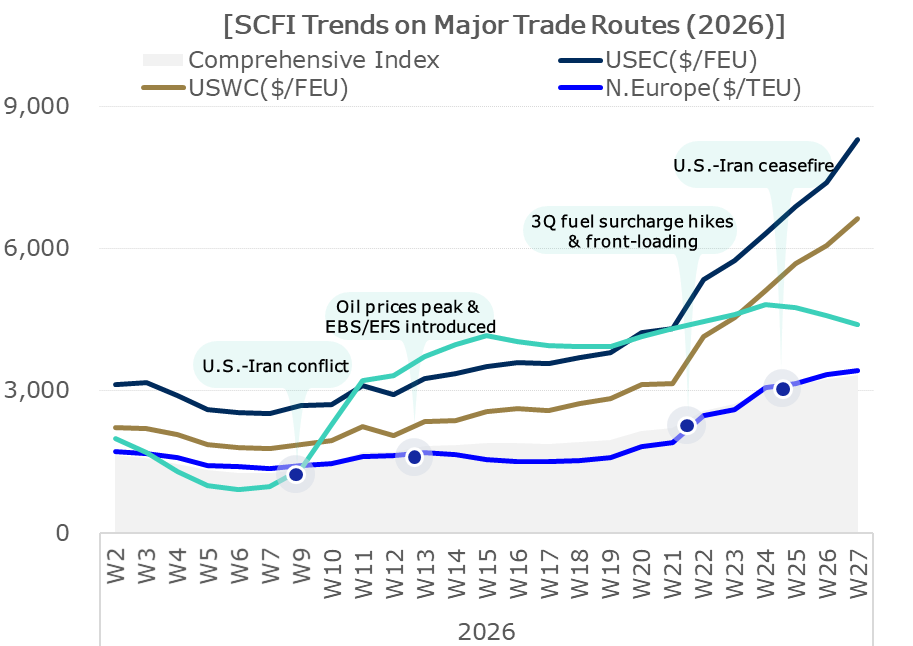 [SCFI Trends on Major Trade Routes (2026)]
Comprehensive Index
USEC($/FEU)
USWC($/FEU)
N.Europe($/TEU)
9,000
6,000
3,000
0
U.S.-Iran ceasefire
3Q fuel surcharge hikes
& front-loading
Oil prices peak &
EBS/EFS introduced
U.S.-Iran conflict
W2
W3
W4
W5
W6
W7
W9
W10
W11
W12
W13
W14
W15
W16
W17
W18
W19
W20
W21
W22
W23
W24
W25
W26
W27
2026